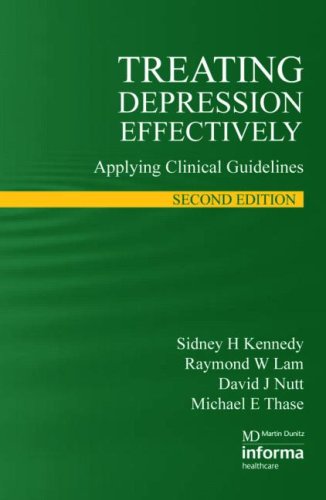 TREATING
DEPRESSION
EFFECTIVELY
Applying Clinical Guidelines
SECOND EDITION
Sidney H Kennedy
Raymond W Lam
David J Nutt
Michael E Thase
MD Martin Dunitz
informa
healthcare